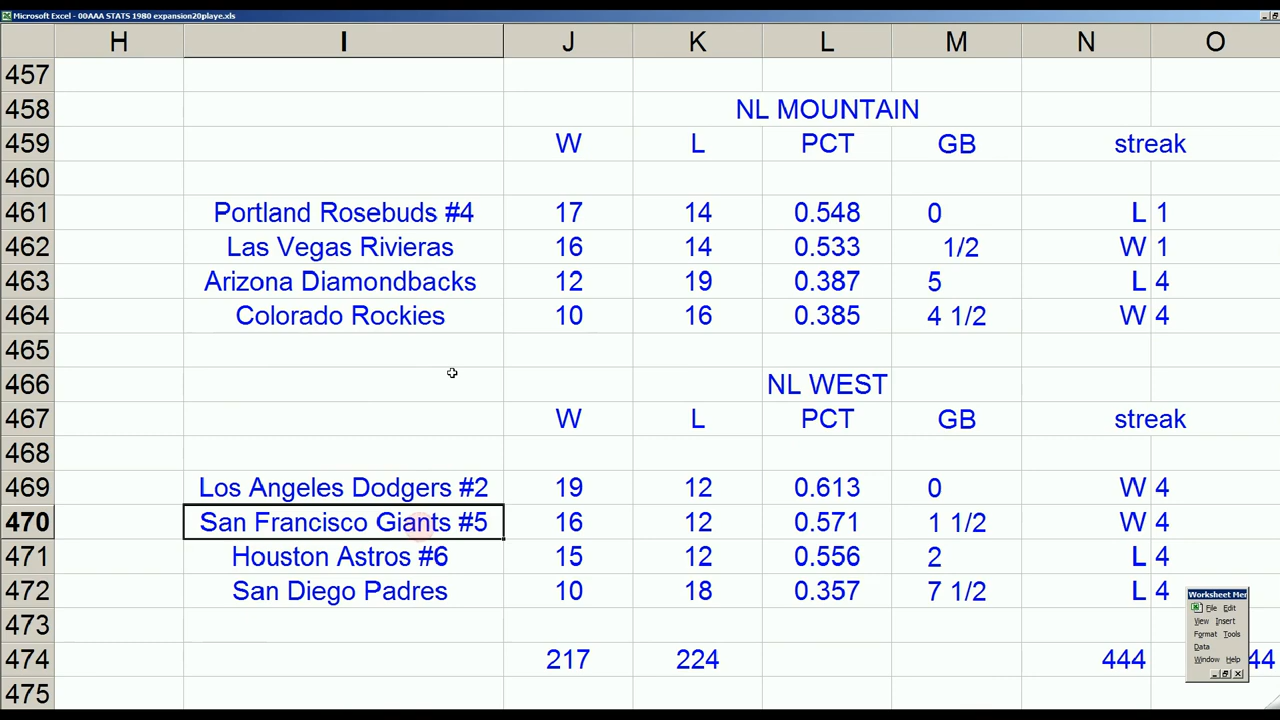 Microsoft Excel - 00AAA STATS 1980 expansion20playe.xls
H I J K L M N O
457
458 NL MOUNTAIN
459 W L PCT GB streak
460
461 Portland Rosebuds #4 17 14 0.548 0 L 1
462 Las Vegas Rivieras 16 14 0.533 1/2 W 1
463 Arizona Diamondbacks 12 19 0.387 5 L 4
464 Colorado Rockies 10 16 0.385 4 1/2 W 4
465
466 NL WEST
467 W L PCT GB streak
468
469 Los Angeles Dodgers #2 19 12 0.613 0 W 4
470 San Francisco Giants #5 16 12 0.571 1 1/2 W 4
471 Houston Astros #6 15 12 0.556 2 L 4
472 San Diego Padres 10 18 0.357 7 1/2 L 4
473
474 217 224 444 44
475
Worksheet Men
File Edit
View Insert
Format Tools
Data
Window Help